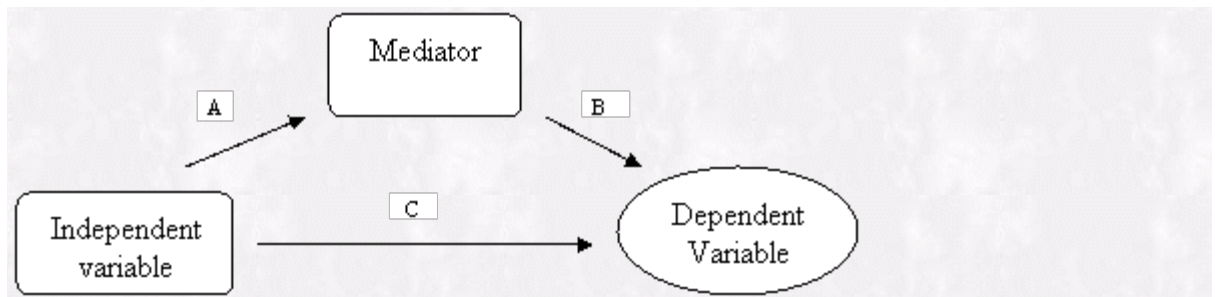 Mediator
A
B
C
Independent
variable
Dependent
Variable